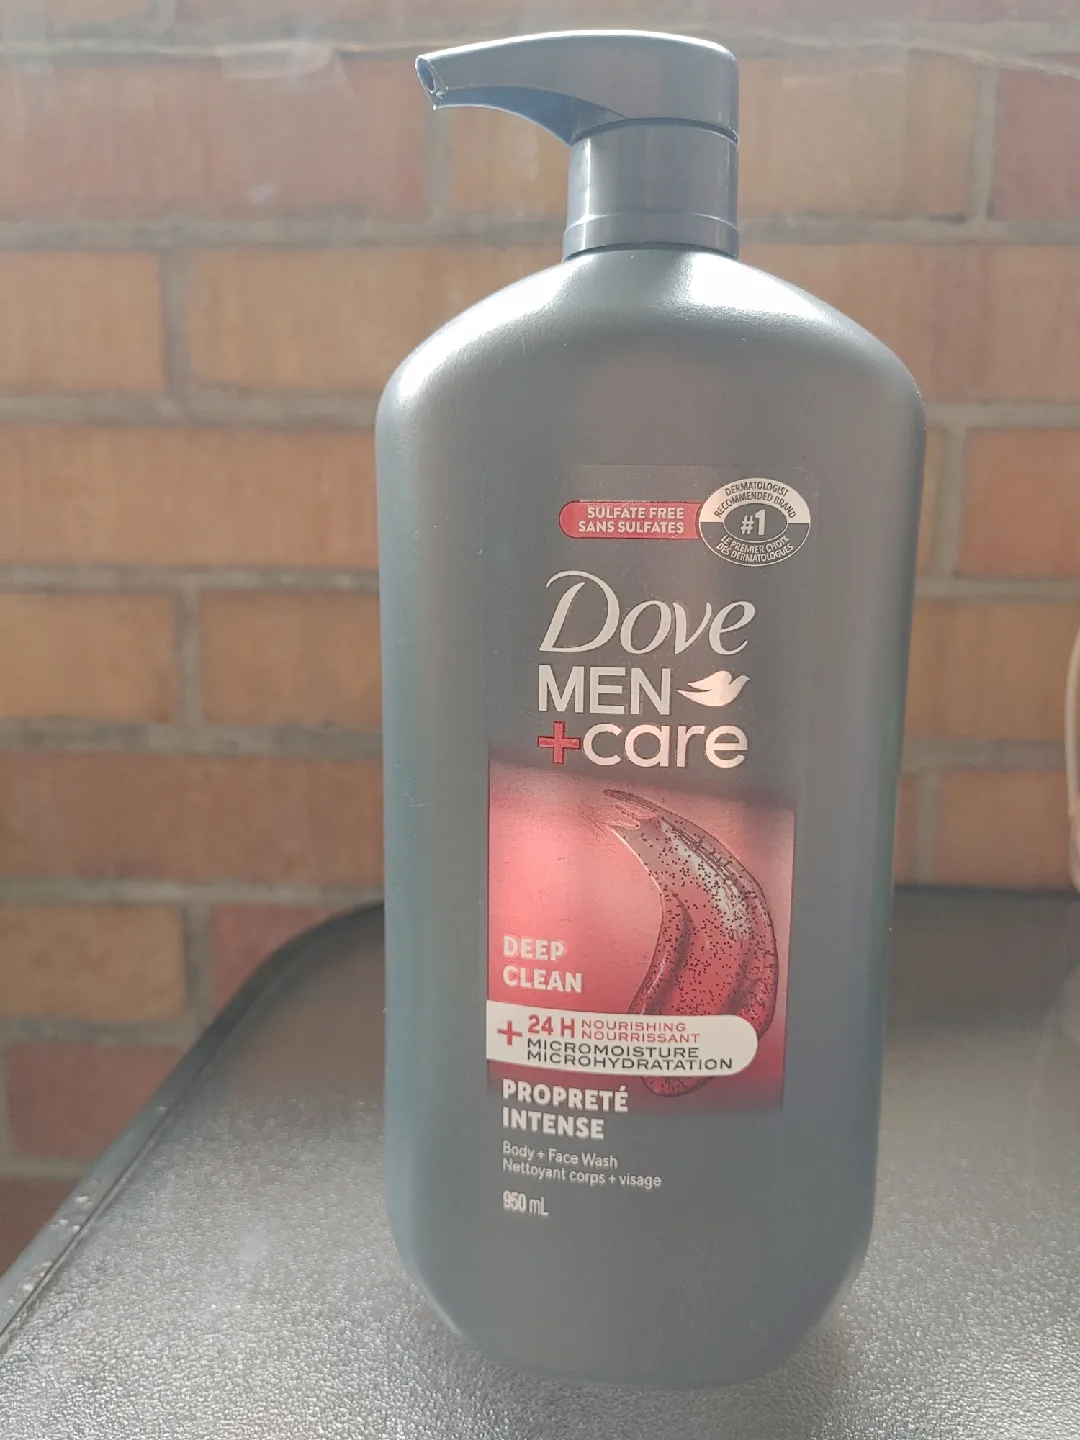 SULFATE FREE
SANS SULFATES
DERMATOLOGIST
RECOMMENDED BRAND
#1
LE PREMIER CHOIX
DES DERMATOLOGUES
Dove
MEN
+care
DEEP
CLEAN
+ 24 H NOURISHING
NOURRISSANT
MICROMOISTURE
MICROHYDRATATION
PROPRETÉ
INTENSE
Body + Face Wash
Nettoyant corps + visage
950 mL